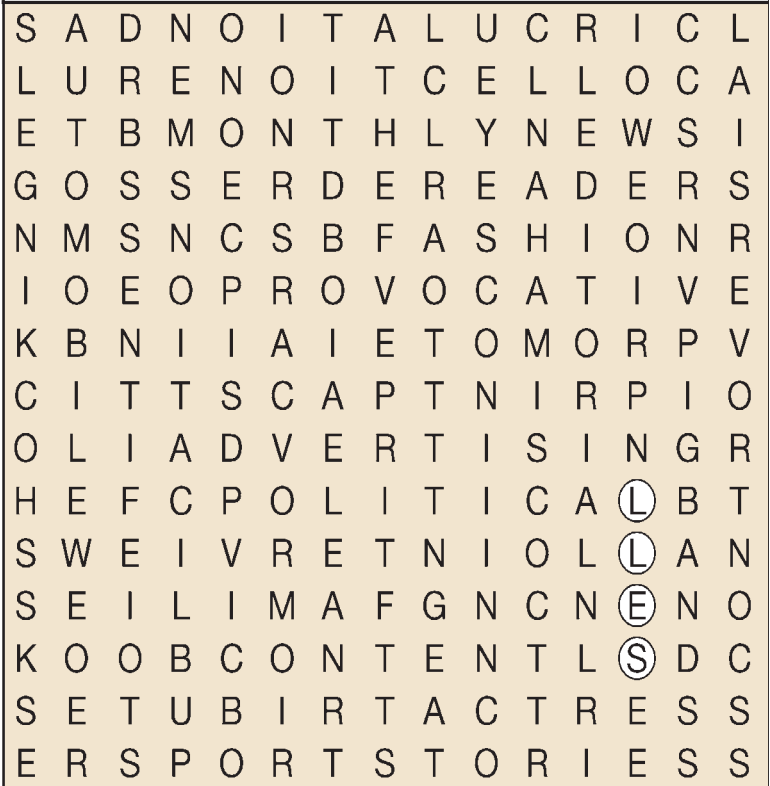 S A D N O I T A L U C R I C L
L U R E N O I T C E L L O C A
E T B M O N T H L Y N E W S I
G O S S E R D E R E A D E R S
N M S N C S B F A S H I O N R
I O E O P R O V O C A T I V E
K B N I I A I E T O M O R P V
C I T T S C A P T N I R P I O
O L I A D V E R T I S I N G R
H E F C P O L I T I C A L B T
S W E I V R E T N I O L L A N
S E I L I M A F G N C N E N O
K O O B C O N T E N T L S D C
S E T U B I R T A C T R E S S
E R S P O R T S T O R I E S S